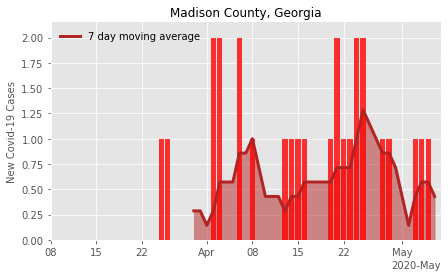 Madison County, Georgia
7 day moving average
New Covid-19 Cases
2.00
1.75
1.50
1.25
1.00
0.75
0.50
0.25
0.00
08
15
22
Apr
08
15
22
May
2020-May